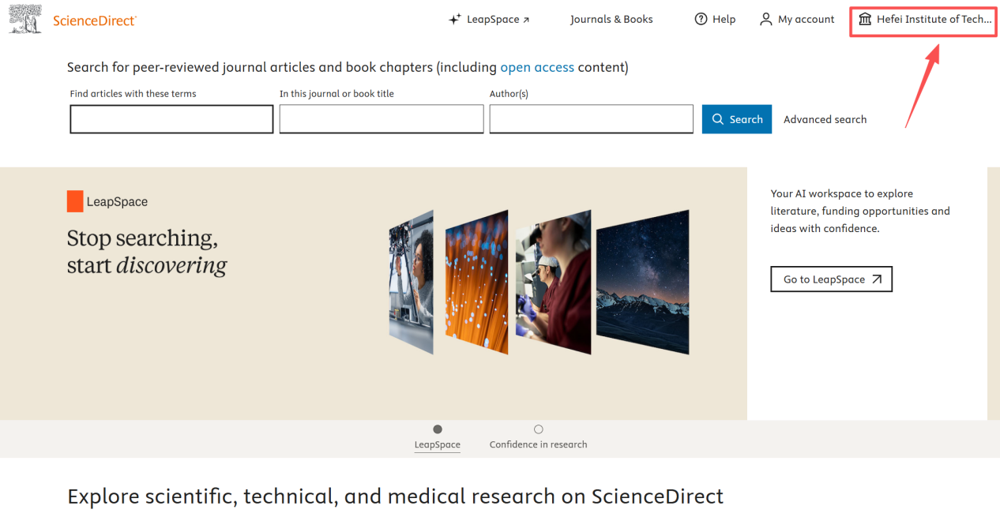 ScienceDirect
LeapSpace
Journals & Books
Help
My account
Hefei Institute of Tech...
Search for peer-reviewed journal articles and book chapters (including open access content)
Find articles with these terms
In this journal or book title
Author(s)
Search
Advanced search
LeapSpace
Stop searching,
start discovering
Your AI workspace to explore
literature, funding opportunities and
ideas with confidence.
Go to LeapSpace
LeapSpace
Confidence in research
Explore scientific, technical, and medical research on ScienceDirect